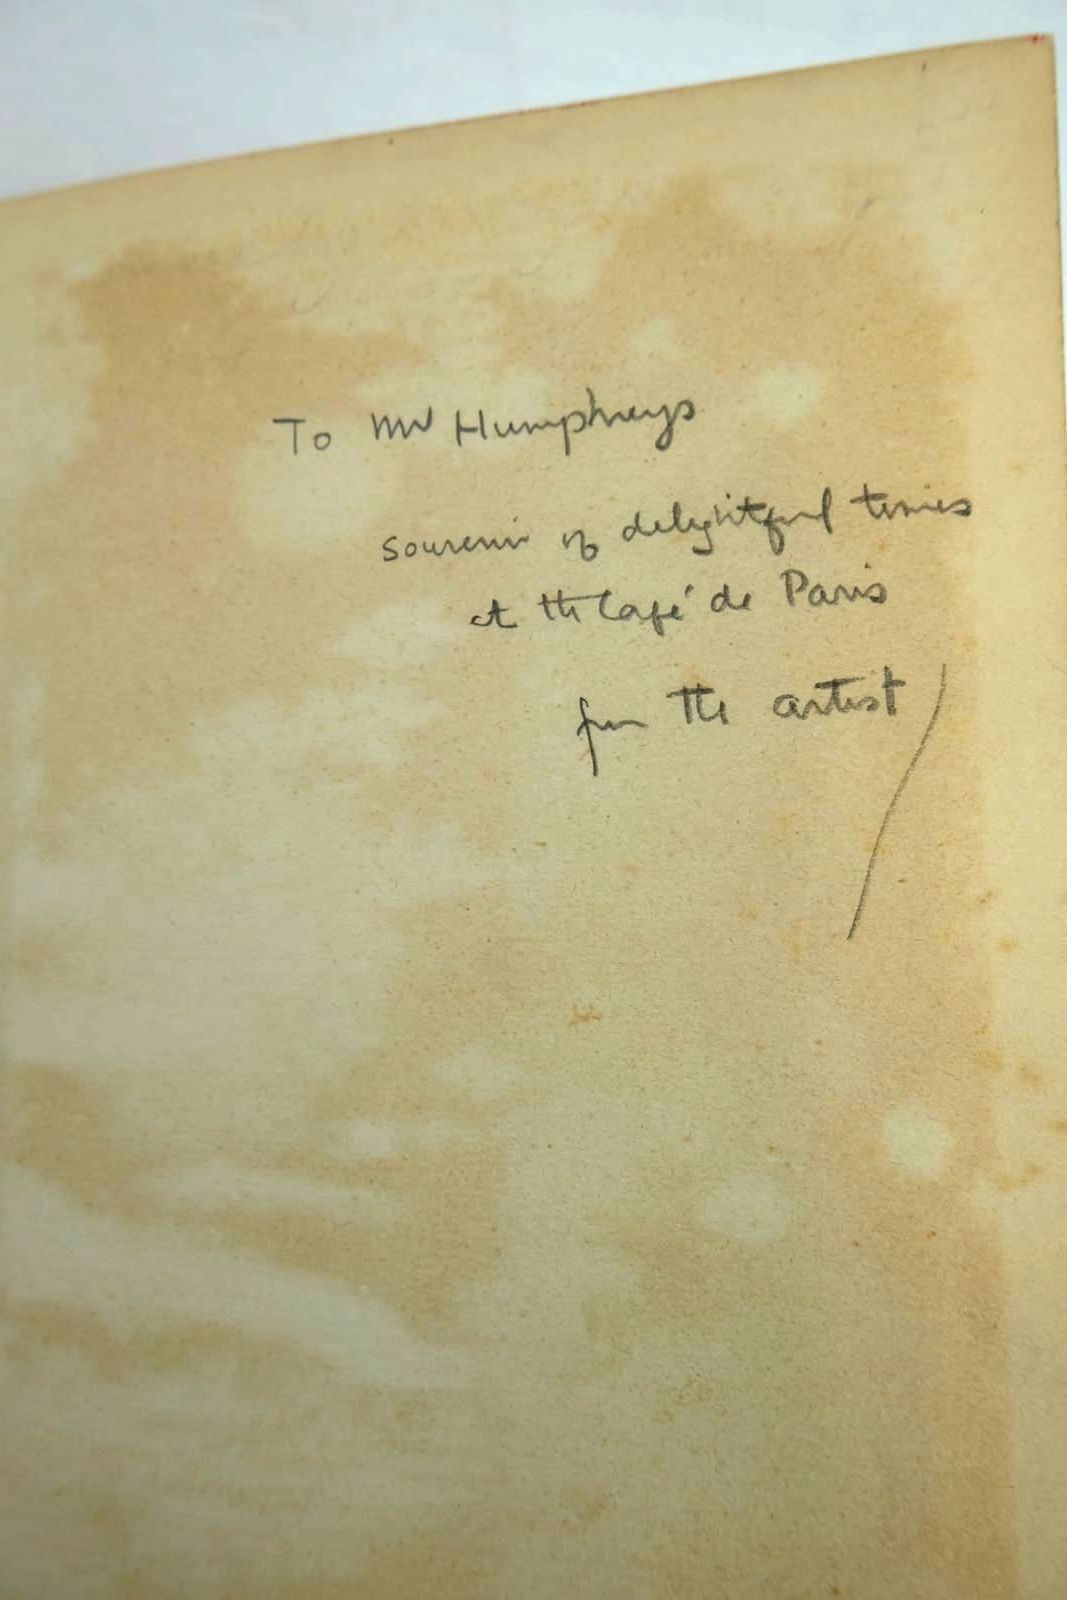 To Mr Humphreys
souvenir of delightful times
at the Café de Paris
from the artist